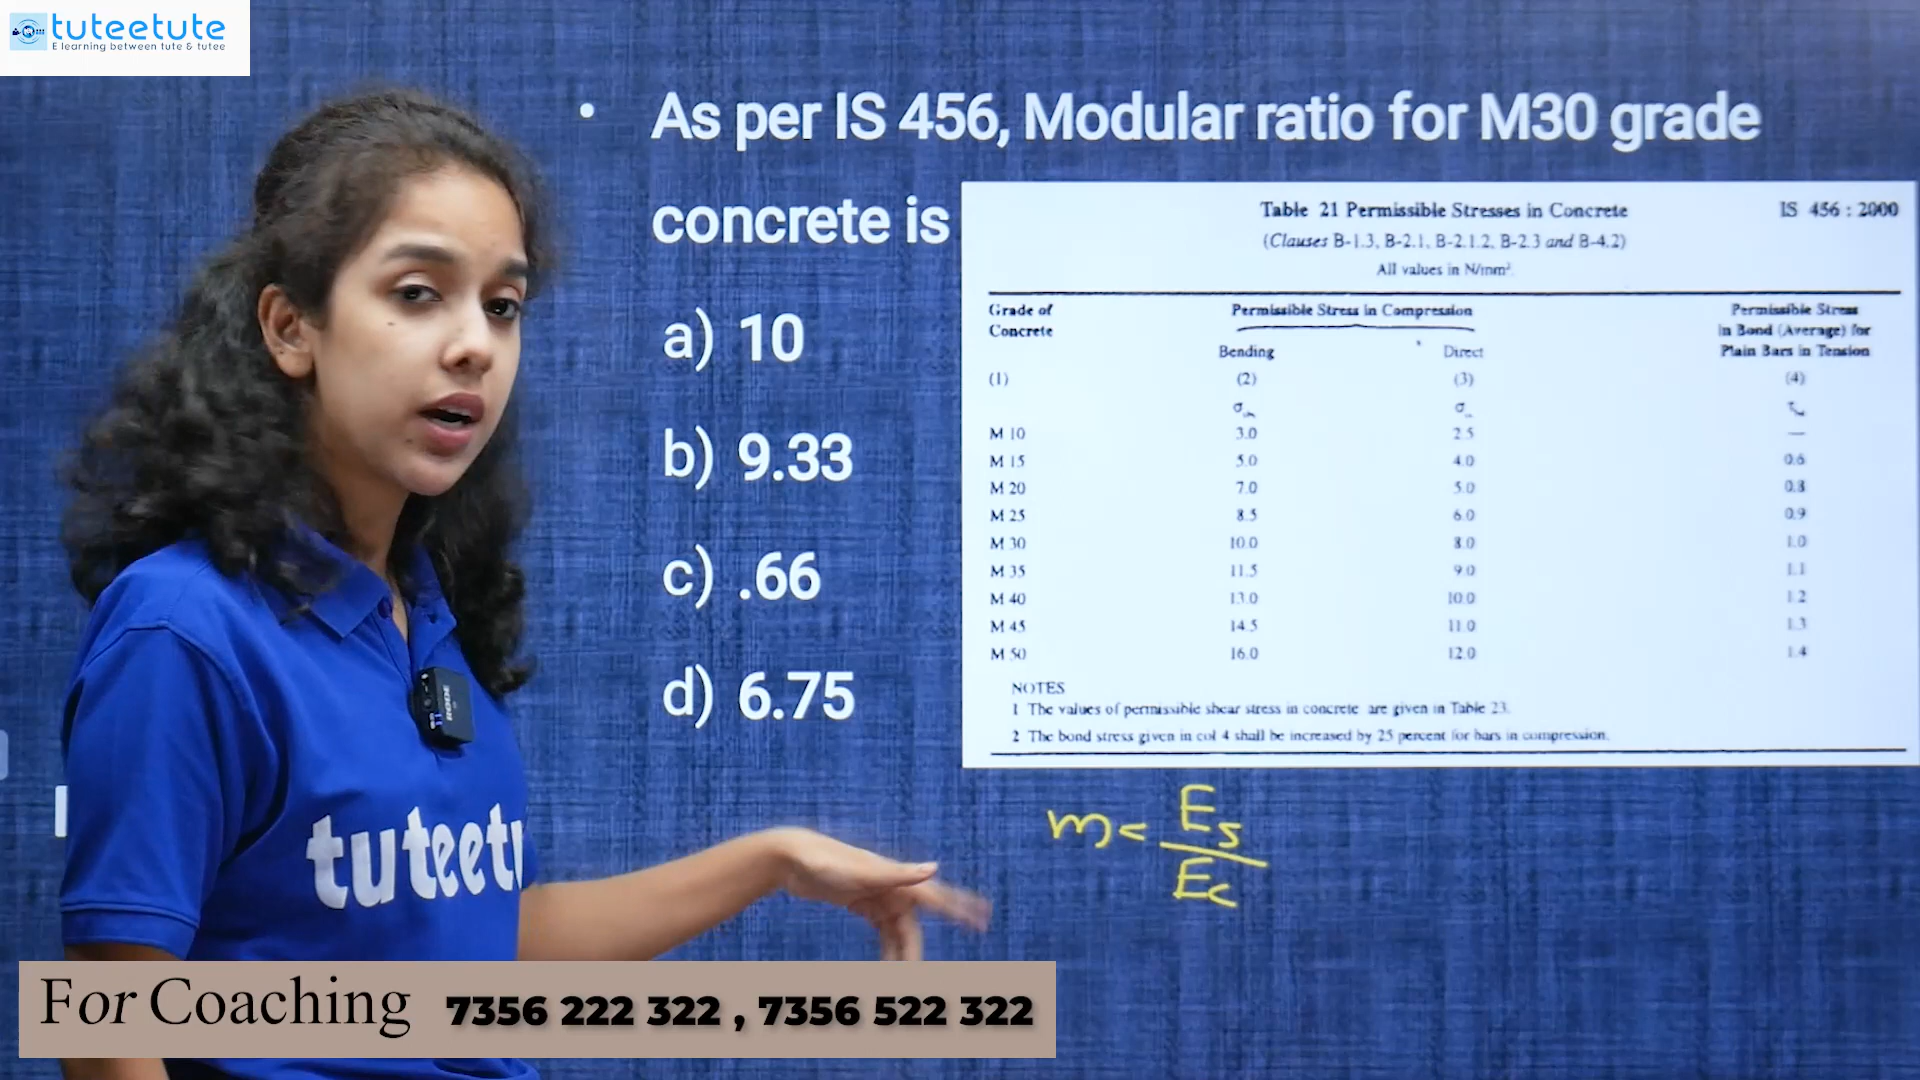 tuteetute
E learning between tute & tutee
• As per IS 456, Modular ratio for M30 grade
concrete is
a) 10
b) 9.33
c) .66
d) 6.75
Table 21 Permissible Stresses in Concrete IS 456 : 2000
(Clauses B-1.3, B-2.1, B-2.1.2, B-2.3 and B-4.2)
All values in N/mm².
Grade of Concrete
Permissible Stress in Compression
Permissible Stress in Bond (Average) for Plain Bars in Tension
Bending Direct
(1) (2) (3) (4)
M 10 3.0 2.5 —
M 15 5.0 4.0 0.6
M 20 7.0 5.0 0.8
M 25 8.5 6.0 0.9
M 30 10.0 8.0 1.0
M 35 11.5 9.0 1.1
M 40 13.0 10.0 1.2
M 45 14.5 11.0 1.3
M 50 16.0 12.0 1.4
NOTES
1 The values of permissible shear stress in concrete are given in Table 23.
2 The bond stress given in col 4 shall be increased by 25 percent for bars in compression.
m = Es
Ec
RODE
tuteet
For Coaching 7356 222 322 , 7356 522 322